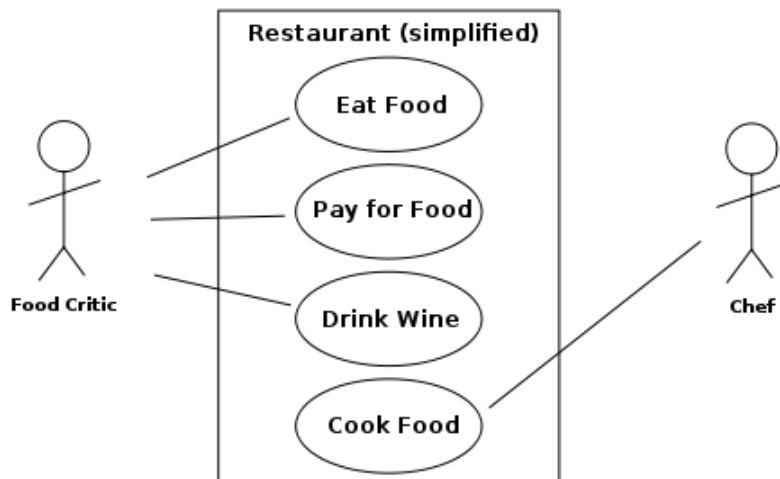 Restaurant (simplified)
Eat Food
Pay for Food
Drink Wine
Cook Food
Food Critic
Chef